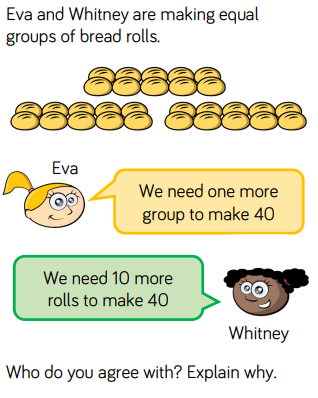 Eva and Whitney are making equal
groups of bread rolls.
Eva
We need one more
group to make 40
We need 10 more
rolls to make 40
Whitney
Who do you agree with? Explain why.